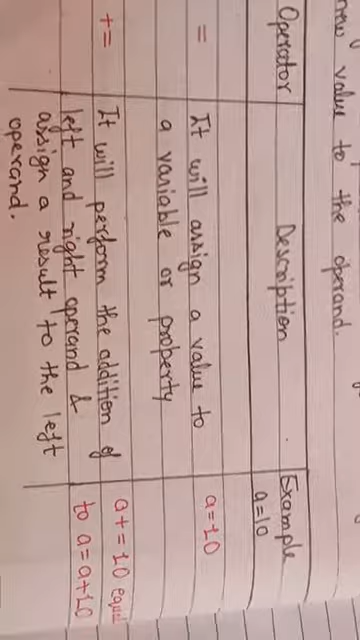 new value to the operand.
Operator Description Example
a=10
= It will assign a value to a=10
a variable or property
+= It will perform the addition of a+=10 equal
left and right operand & to a=a+10
assign a result to the left
operand.